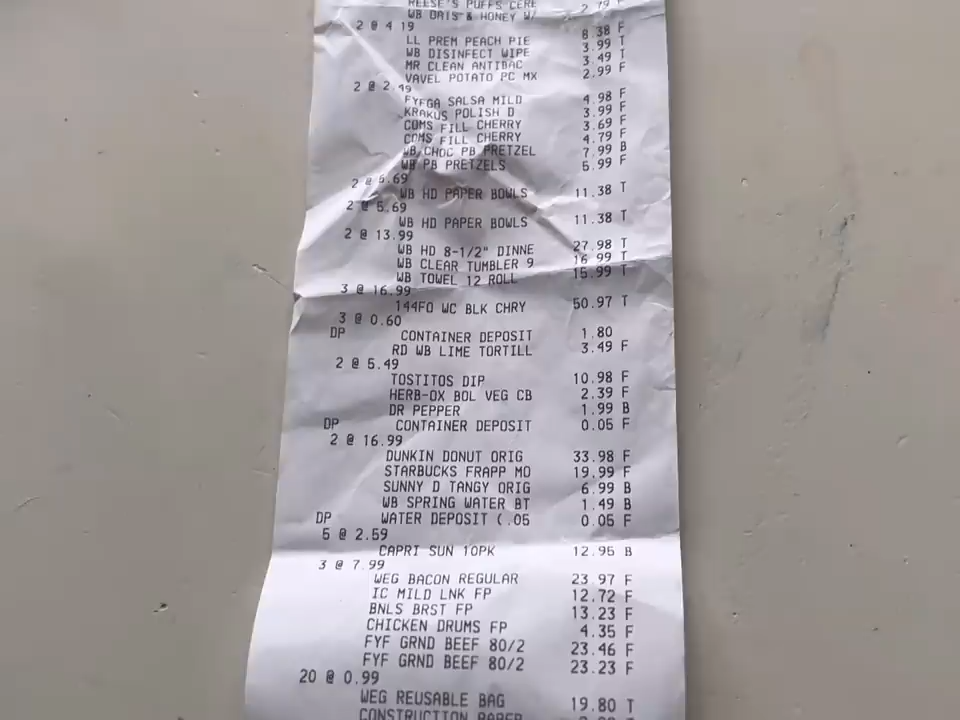 REESE'S PUFFS CERE 2.79 F
WB OATS & HONEY W/
2 @ 4 19
8.38 F
LL PREM PEACH PIE 3.99 T
WB DISINFECT WIPE 3.49 T
MR CLEAN ANTIBAC 2.99 F
VAVEL POTATO PC MX
2 @ 2.49
4.98 F
FYFGA SALSA MILD 3.99 F
KRAKUS POLISH D 3.69 F
COMS FILL CHERRY 4.79 F
COMS FILL CHERRY 7.99 B
WB CHOC PB PRETZEL 5.99 F
WB PB PRETZELS
2 @ 5.69
WB HD PAPER BOWLS 11.38 T
2 @ 5.69
WB HD PAPER BOWLS 11.38 T
2 @ 13.99
WB HD 8-1/2" DINNE 27.98 T
WB CLEAR TUMBLER 9 16.99 T
WB TOWEL 12 ROLL 15.99 T
3 @ 16.99
144FO WC BLK CHRY 50.97 T
3 @ 0.60
DP CONTAINER DEPOSIT 1.80
RD WB LIME TORTILL 3.49 F
2 @ 5.49
TOSTITOS DIP 10.98 F
HERB-OX BOL VEG CB 2.39 F
DR PEPPER 1.99 B
DP CONTAINER DEPOSIT 0.05 F
2 @ 16.99
DUNKIN DONUT ORIG 33.98 F
STARBUCKS FRAPP MO 19.99 F
SUNNY D TANGY ORIG 6.99 B
WB SPRING WATER BT 1.49 B
DP WATER DEPOSIT (.05 0.05 F
5 @ 2.59
CAPRI SUN 10PK 12.95 B
3 @ 7.99
WEG BACON REGULAR 23.97 F
IC MILD LNK FP 12.72 F
BNLS BRST FP 13.23 F
CHICKEN DRUMS FP 4.35 F
FYF GRND BEEF 80/2 23.46 F
FYF GRND BEEF 80/2 23.23 F
20 @ 0.99
WEG REUSABLE BAG 19.80 T
CONSTRUCTION PAPER